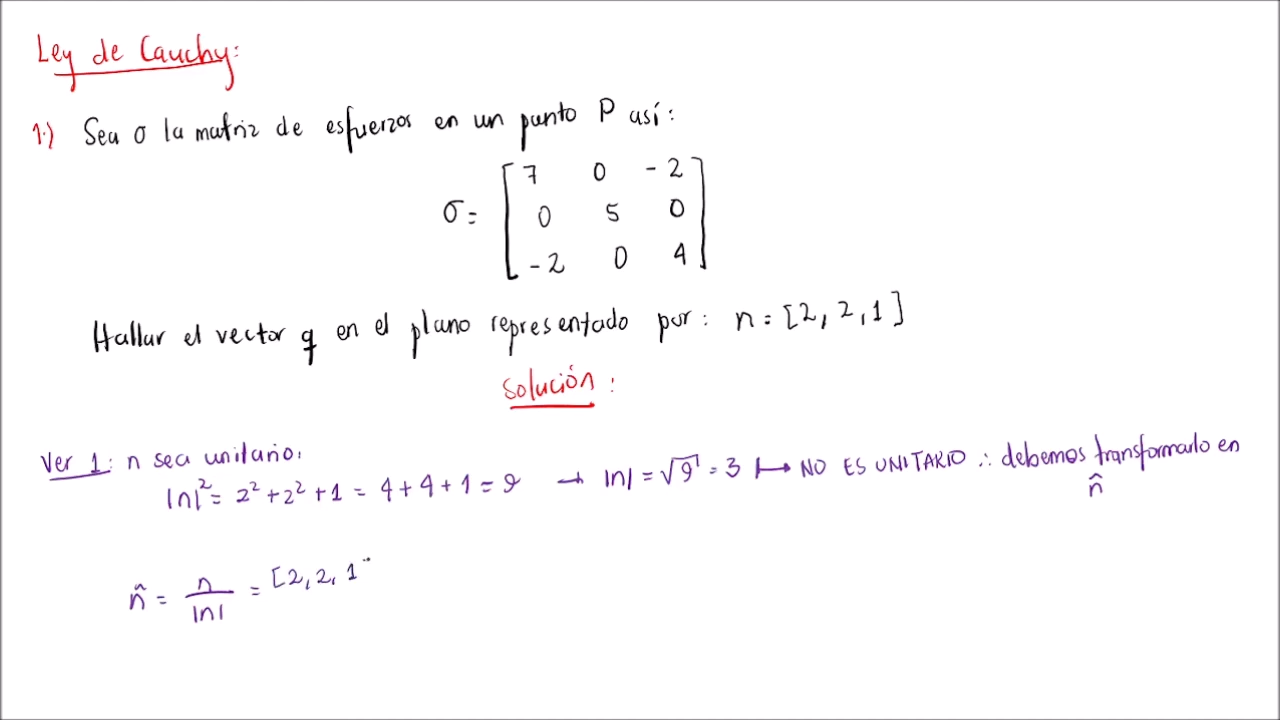 Ley de Cauchy:
1.) Sea σ la matriz de esfuerzos en un punto P así:
σ = [ 7 0 -2
0 5 0
-2 0 4 ]
Hallar el vector q en el plano representado por: n = [2, 2, 1]
Solución:
Ver 1: n sea unitario.
|n|² = 2² + 2² + 1 = 4 + 4 + 1 = 9 → |n| = √9 = 3 ↦ NO ES UNITARIO ∴ debemos transformarlo en
n̂
n̂ = n / |n| = [2, 2, 1